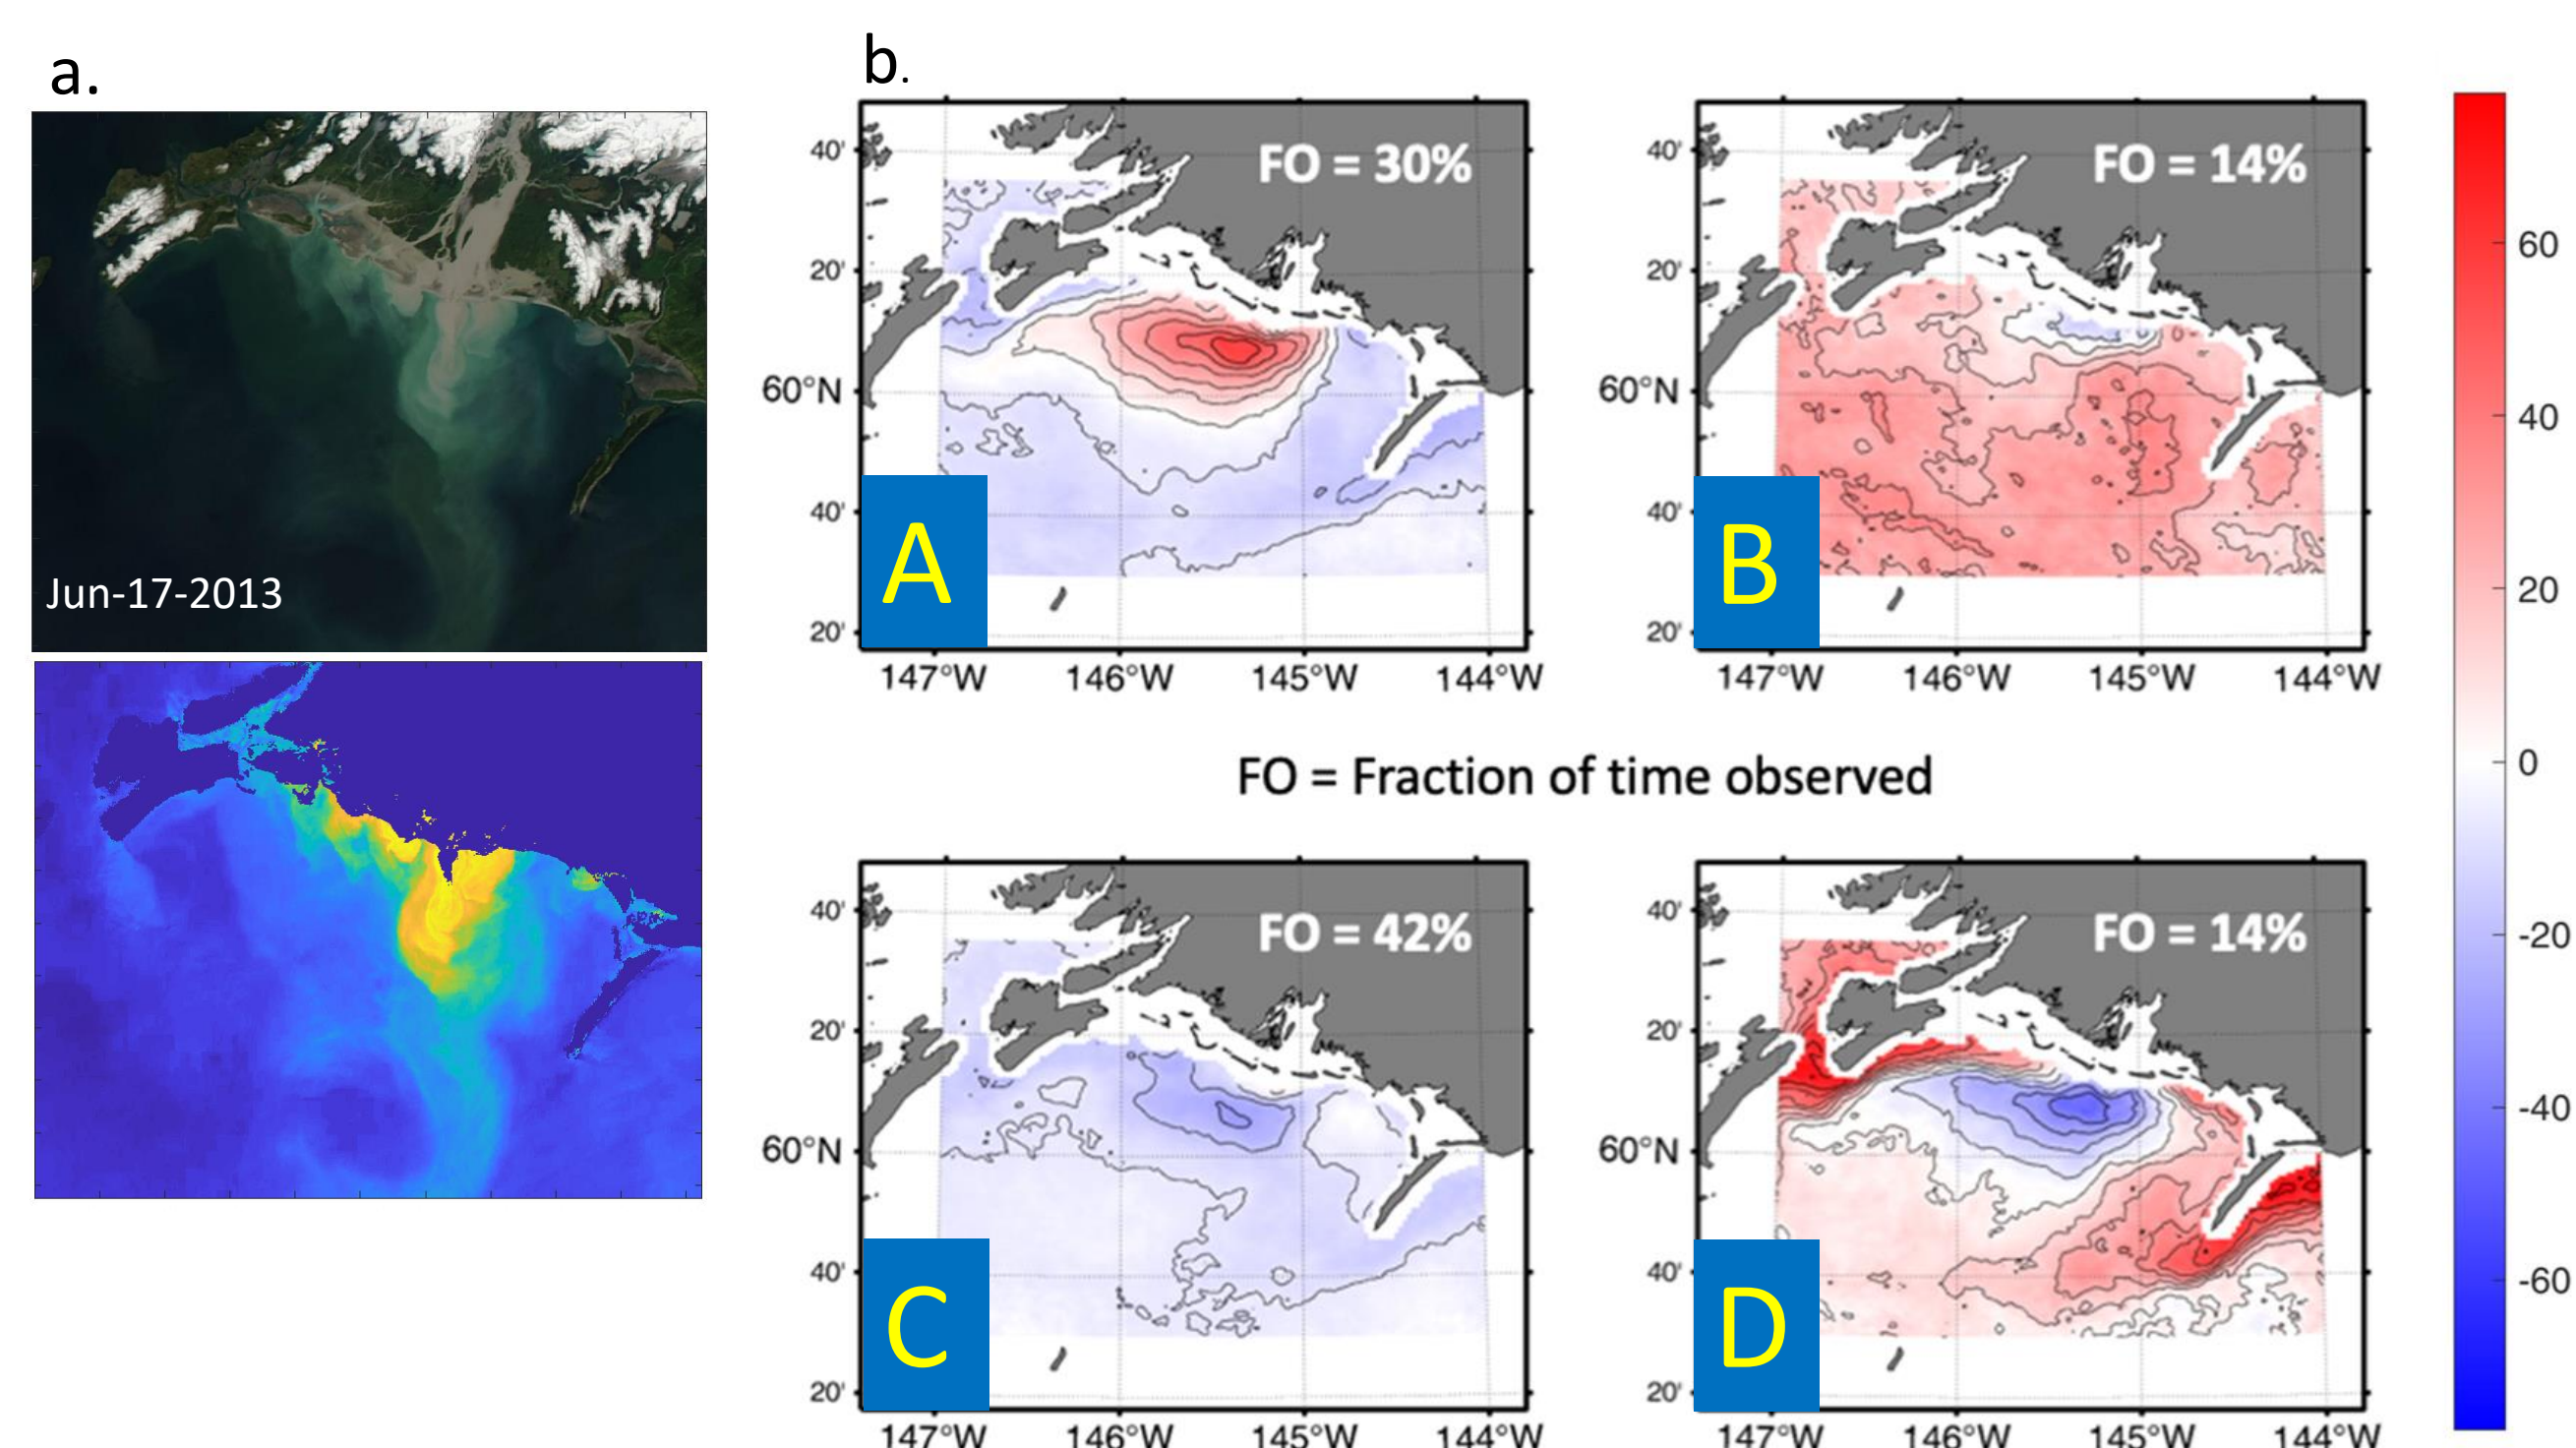 a.
Jun-17-2013
b.
FO = 30%
40'
20'
60°N
40'
20'
A
147°W 146°W 145°W 144°W
FO = 14%
40'
20'
60°N
40'
20'
B
147°W 146°W 145°W 144°W
FO = Fraction of time observed
FO = 42%
40'
20'
60°N
40'
20'
C
147°W 146°W 145°W 144°W
FO = 14%
40'
20'
60°N
40'
20'
D
147°W 146°W 145°W 144°W
60
40
20
0
-20
-40
-60